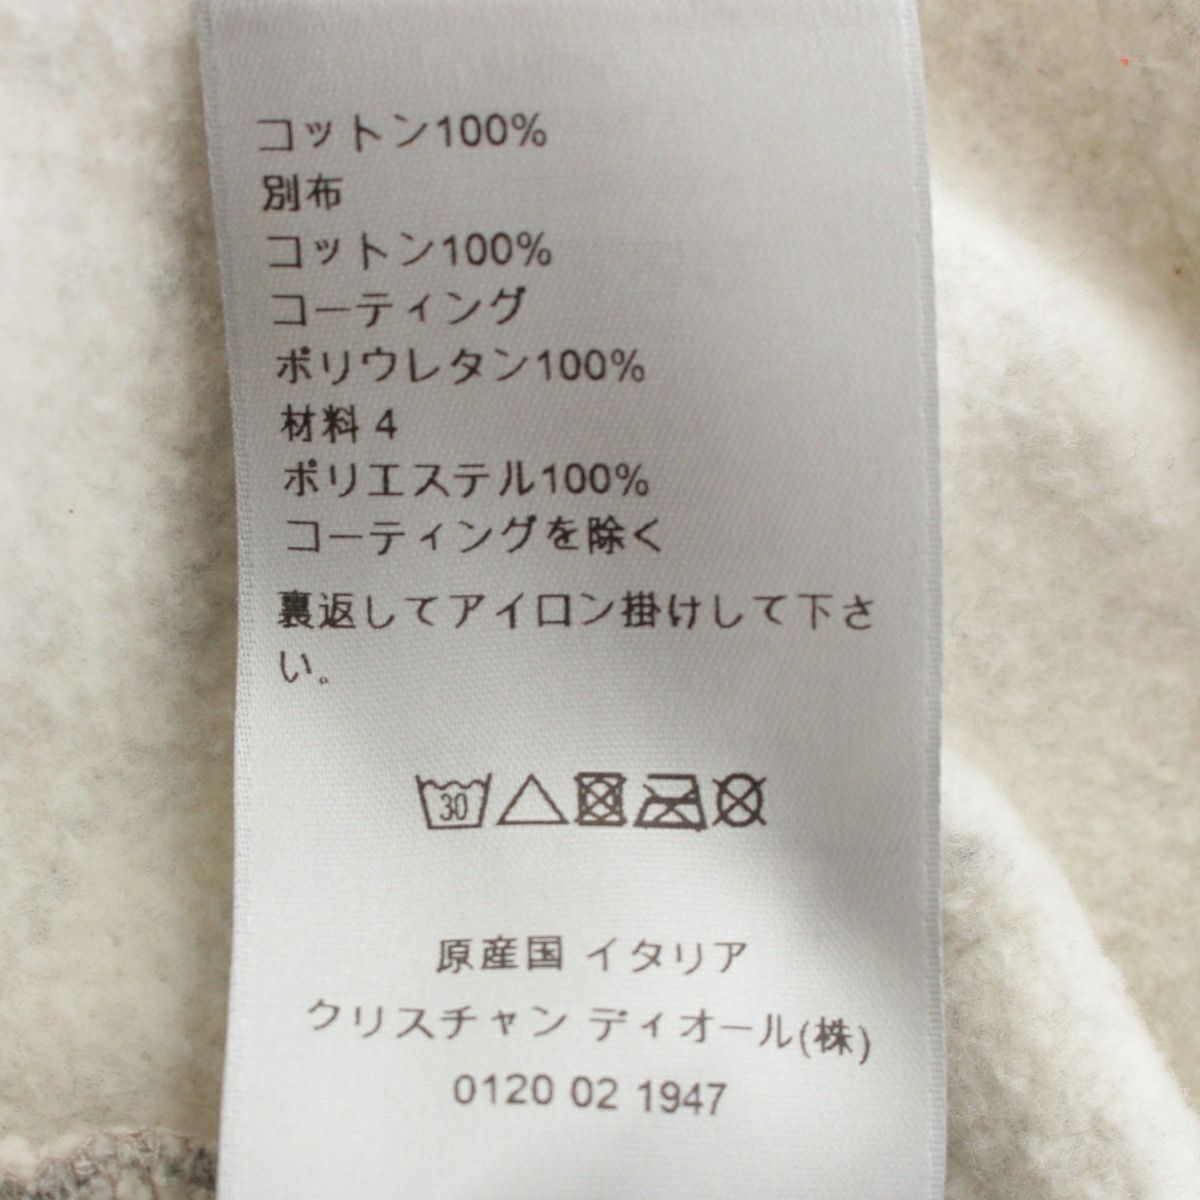 コットン100%
別布
コットン100%
コーティング
ポリウレタン100%
材料 4
ポリエステル100%
コーティングを除く
裏返してアイロン掛けして下さ
い。
30
原産国 イタリア
クリスチャン ディオール(株)
0120 02 1947